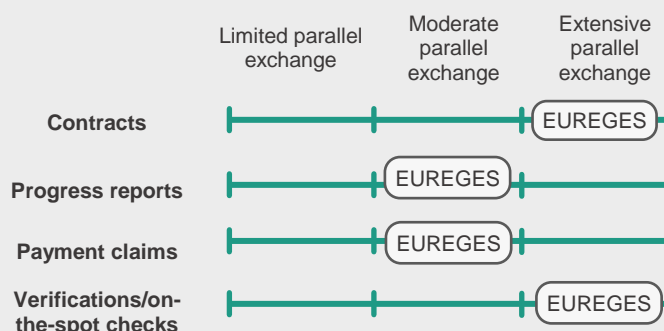 Limited parallel
exchange
Moderate
parallel
exchange
Extensive
parallel
exchange
Contracts
EUREGES
Progress reports
EUREGES
Payment claims
EUREGES
Verifications/on-
the-spot checks
EUREGES